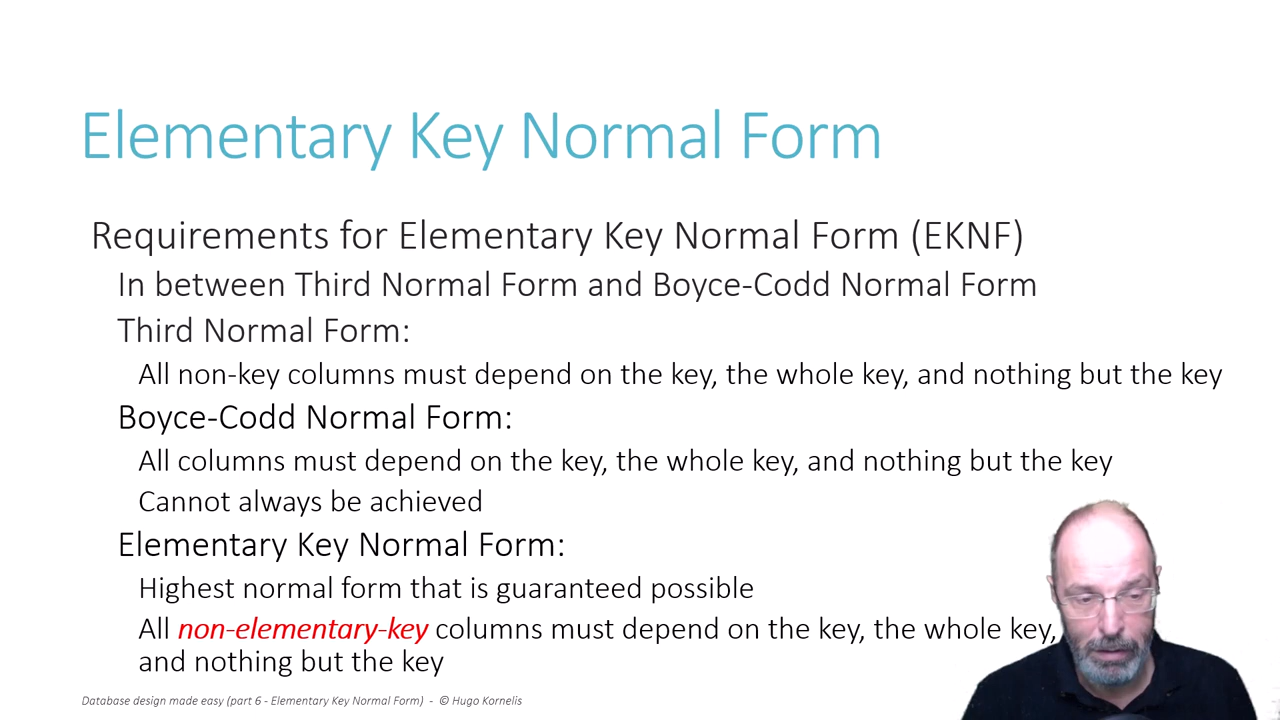 Elementary Key Normal Form
Requirements for Elementary Key Normal Form (EKNF)
In between Third Normal Form and Boyce-Codd Normal Form
Third Normal Form:
All non-key columns must depend on the key, the whole key, and nothing but the key
Boyce-Codd Normal Form:
All columns must depend on the key, the whole key, and nothing but the key
Cannot always be achieved
Elementary Key Normal Form:
Highest normal form that is guaranteed possible
All non-elementary-key columns must depend on the key, the whole key,
and nothing but the key
Database design made easy (part 6 - Elementary Key Normal Form) - © Hugo Kornelis